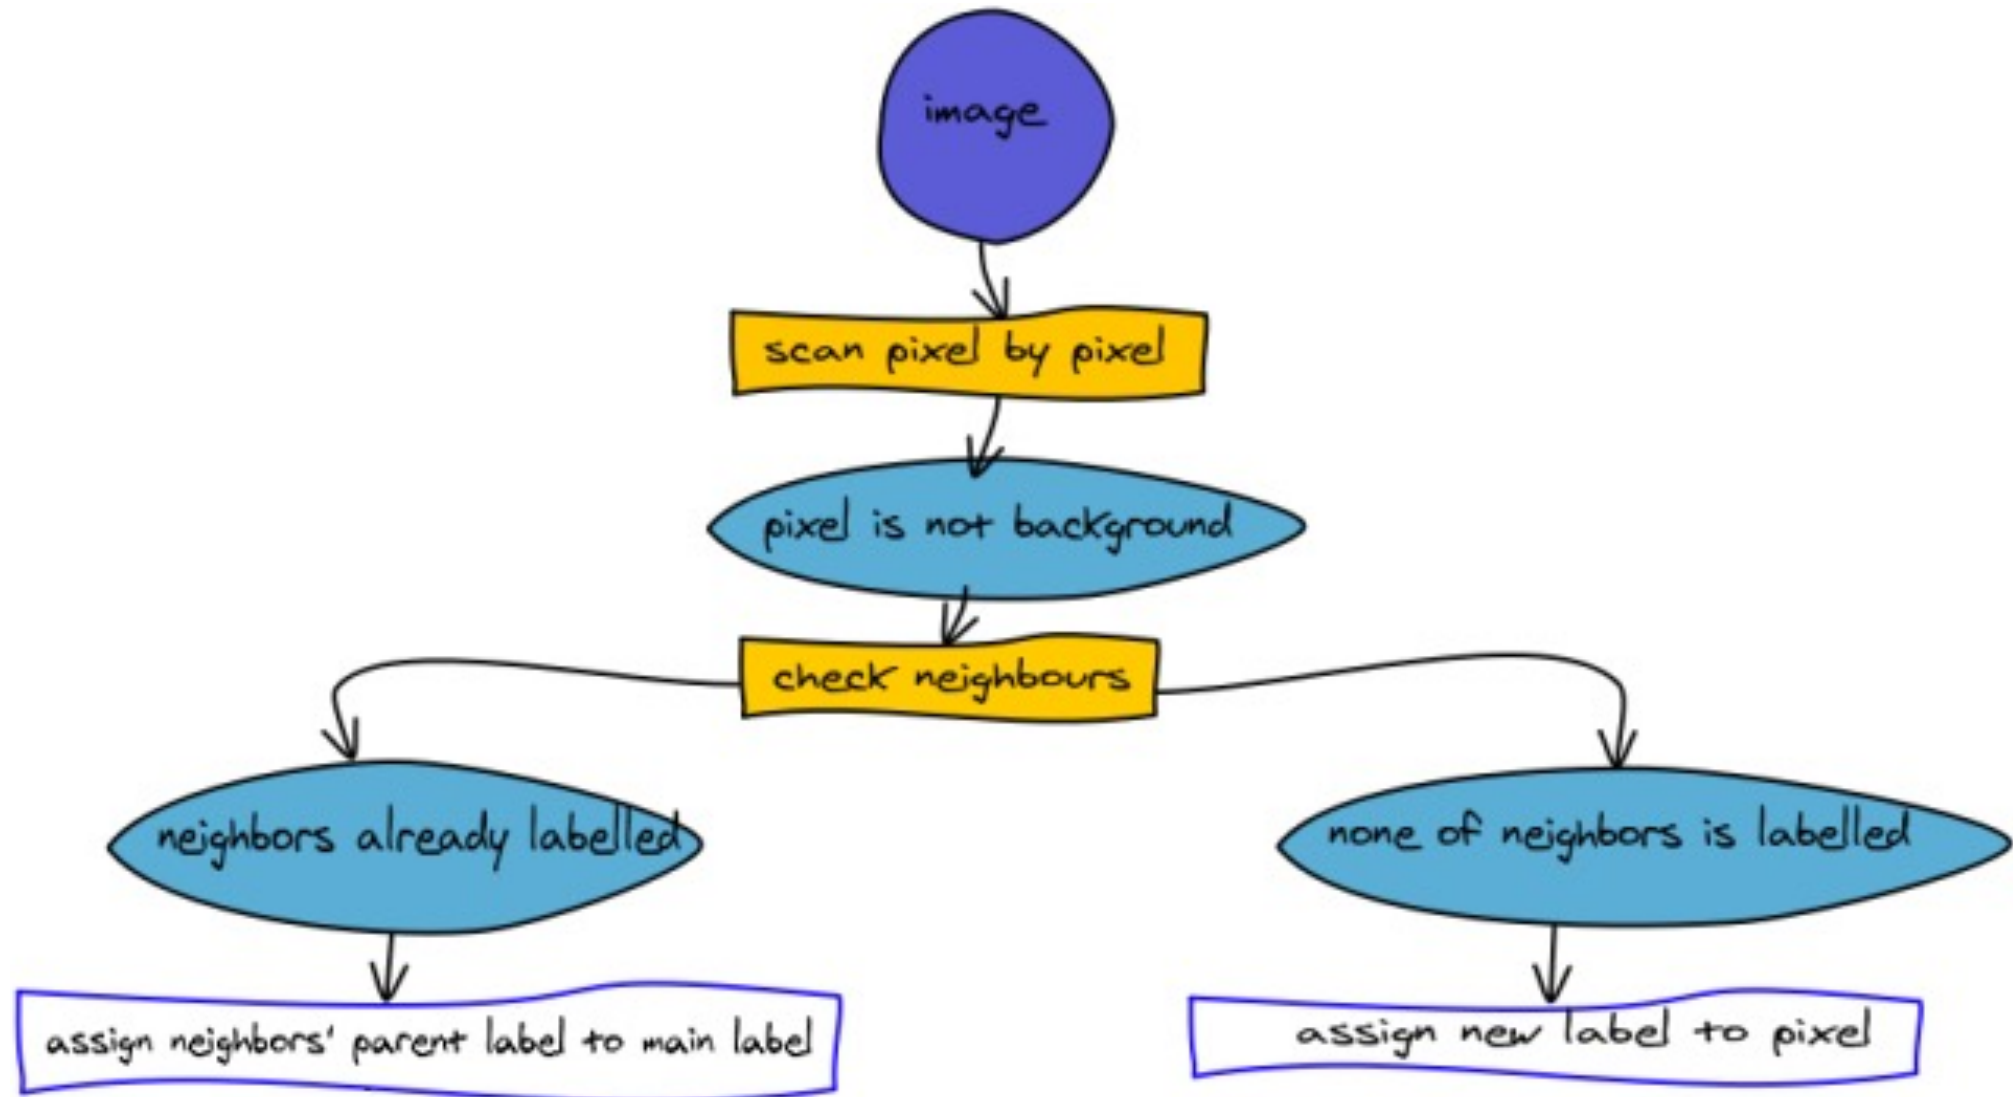 image
scan pixel by pixel
pixel is not background
check neighbours
neighbors already labelled
none of neighbors is labelled
assign neighbors' parent label to main label
assign new label to pixel